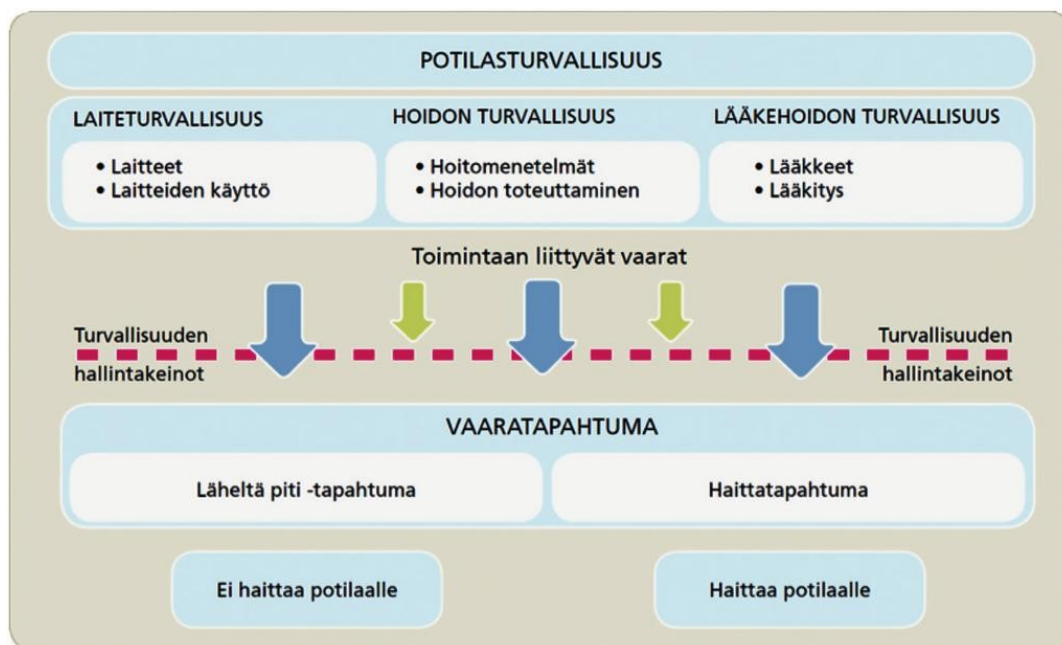 POTILASTURVALLISUUS
LAITETURVALLISUUS
• Laitteet
• Laitteiden käyttö
HOIDON TURVALLISUUS
• Hoitomenetelmät
• Hoidon toteuttaminen
LÄÄKEHOIDON TURVALLISUUS
• Lääkkeet
• Lääkitys
Toimintaan liittyvät vaarat
Turvallisuuden
hallintakeinot
Turvallisuuden
hallintakeinot
VAARATAPAHTUMA
Läheltä piti -tapahtuma
Haittatapahtuma
Ei haittaa potilaalle
Haittaa potilaalle